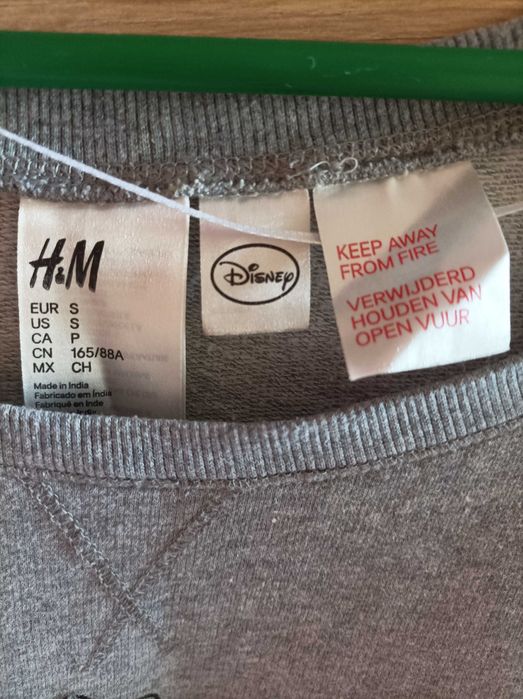 H&M
EUR S
US S
CA P
CN 165/88A
MX CH
Made in India
Fabricado em Índia
Fabriqué en Inde
Disney
KEEP AWAY
FROM FIRE
VERWIJDERD
HOUDEN VAN
OPEN VUUR